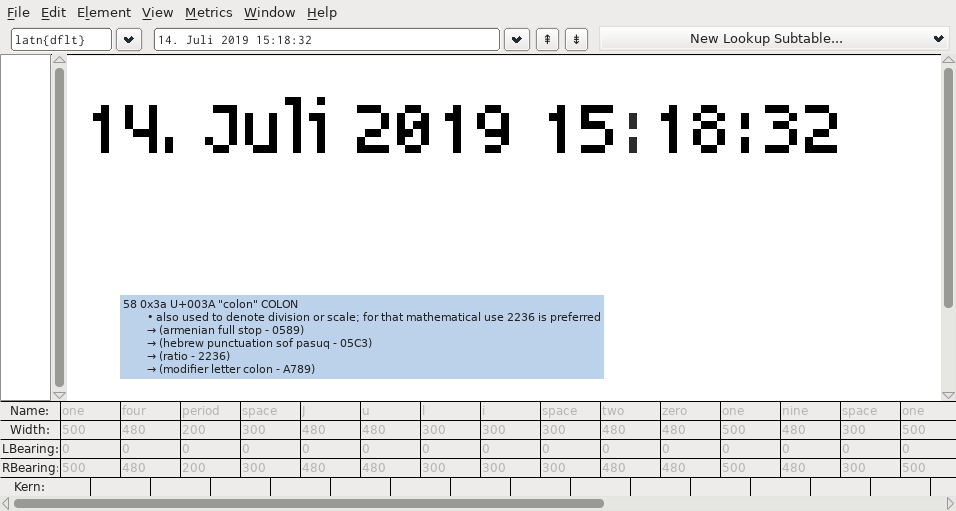 File Edit Element View Metrics Window Help
latn{dflt} 14. Juli 2019 15:18:32 New Lookup Subtable...
14. Juli 2019 15:18:32
58 0x3a U+003A "colon" COLON
• also used to denote division or scale; for that mathematical use 2236 is preferred
→ (armenian full stop - 0589)
→ (hebrew punctuation sof pasuq - 05C3)
→ (ratio - 2236)
→ (modifier letter colon - A789)
Name: one four period space J u l i space two zero one nine space one
Width: 500 480 200 300 480 480 300 300 300 480 480 500 480 300 500
LBearing: 0 0 0 0 0 0 0 0 0 0 0 0 0 0 0
RBearing: 500 480 200 300 480 480 300 300 300 480 480 500 480 300 500
Kern: